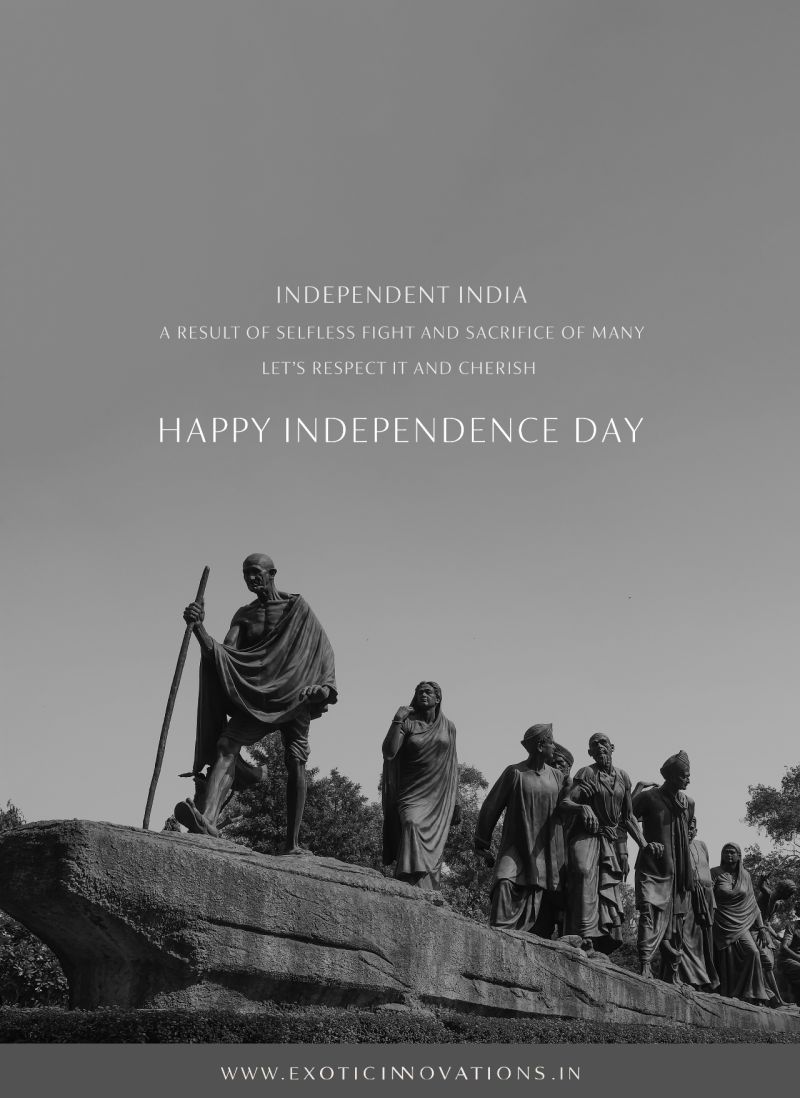 INDEPENDENT INDIA
A RESULT OF SELFLESS FIGHT AND SACRIFICE OF MANY
LET'S RESPECT IT AND CHERISH
HAPPY INDEPENDENCE DAY
WWW.EXOTICINNOVATIONS.IN